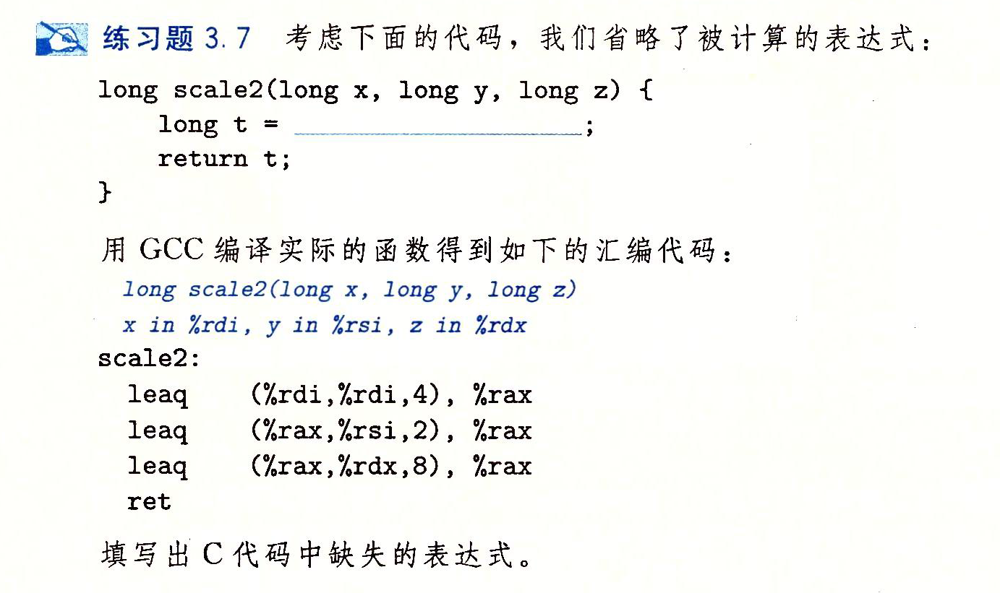 练习题 3.7 考虑下面的代码，我们省略了被计算的表达式：
long scale2(long x, long y, long z) {
    long t = ____________________;
    return t;
}
用 GCC 编译实际的函数得到如下的汇编代码：
long scale2(long x, long y, long z)
x in %rdi, y in %rsi, z in %rdx
scale2:
  leaq    (%rdi,%rdi,4), %rax
  leaq    (%rax,%rsi,2), %rax
  leaq    (%rax,%rdx,8), %rax
  ret
填写出 C 代码中缺失的表达式。